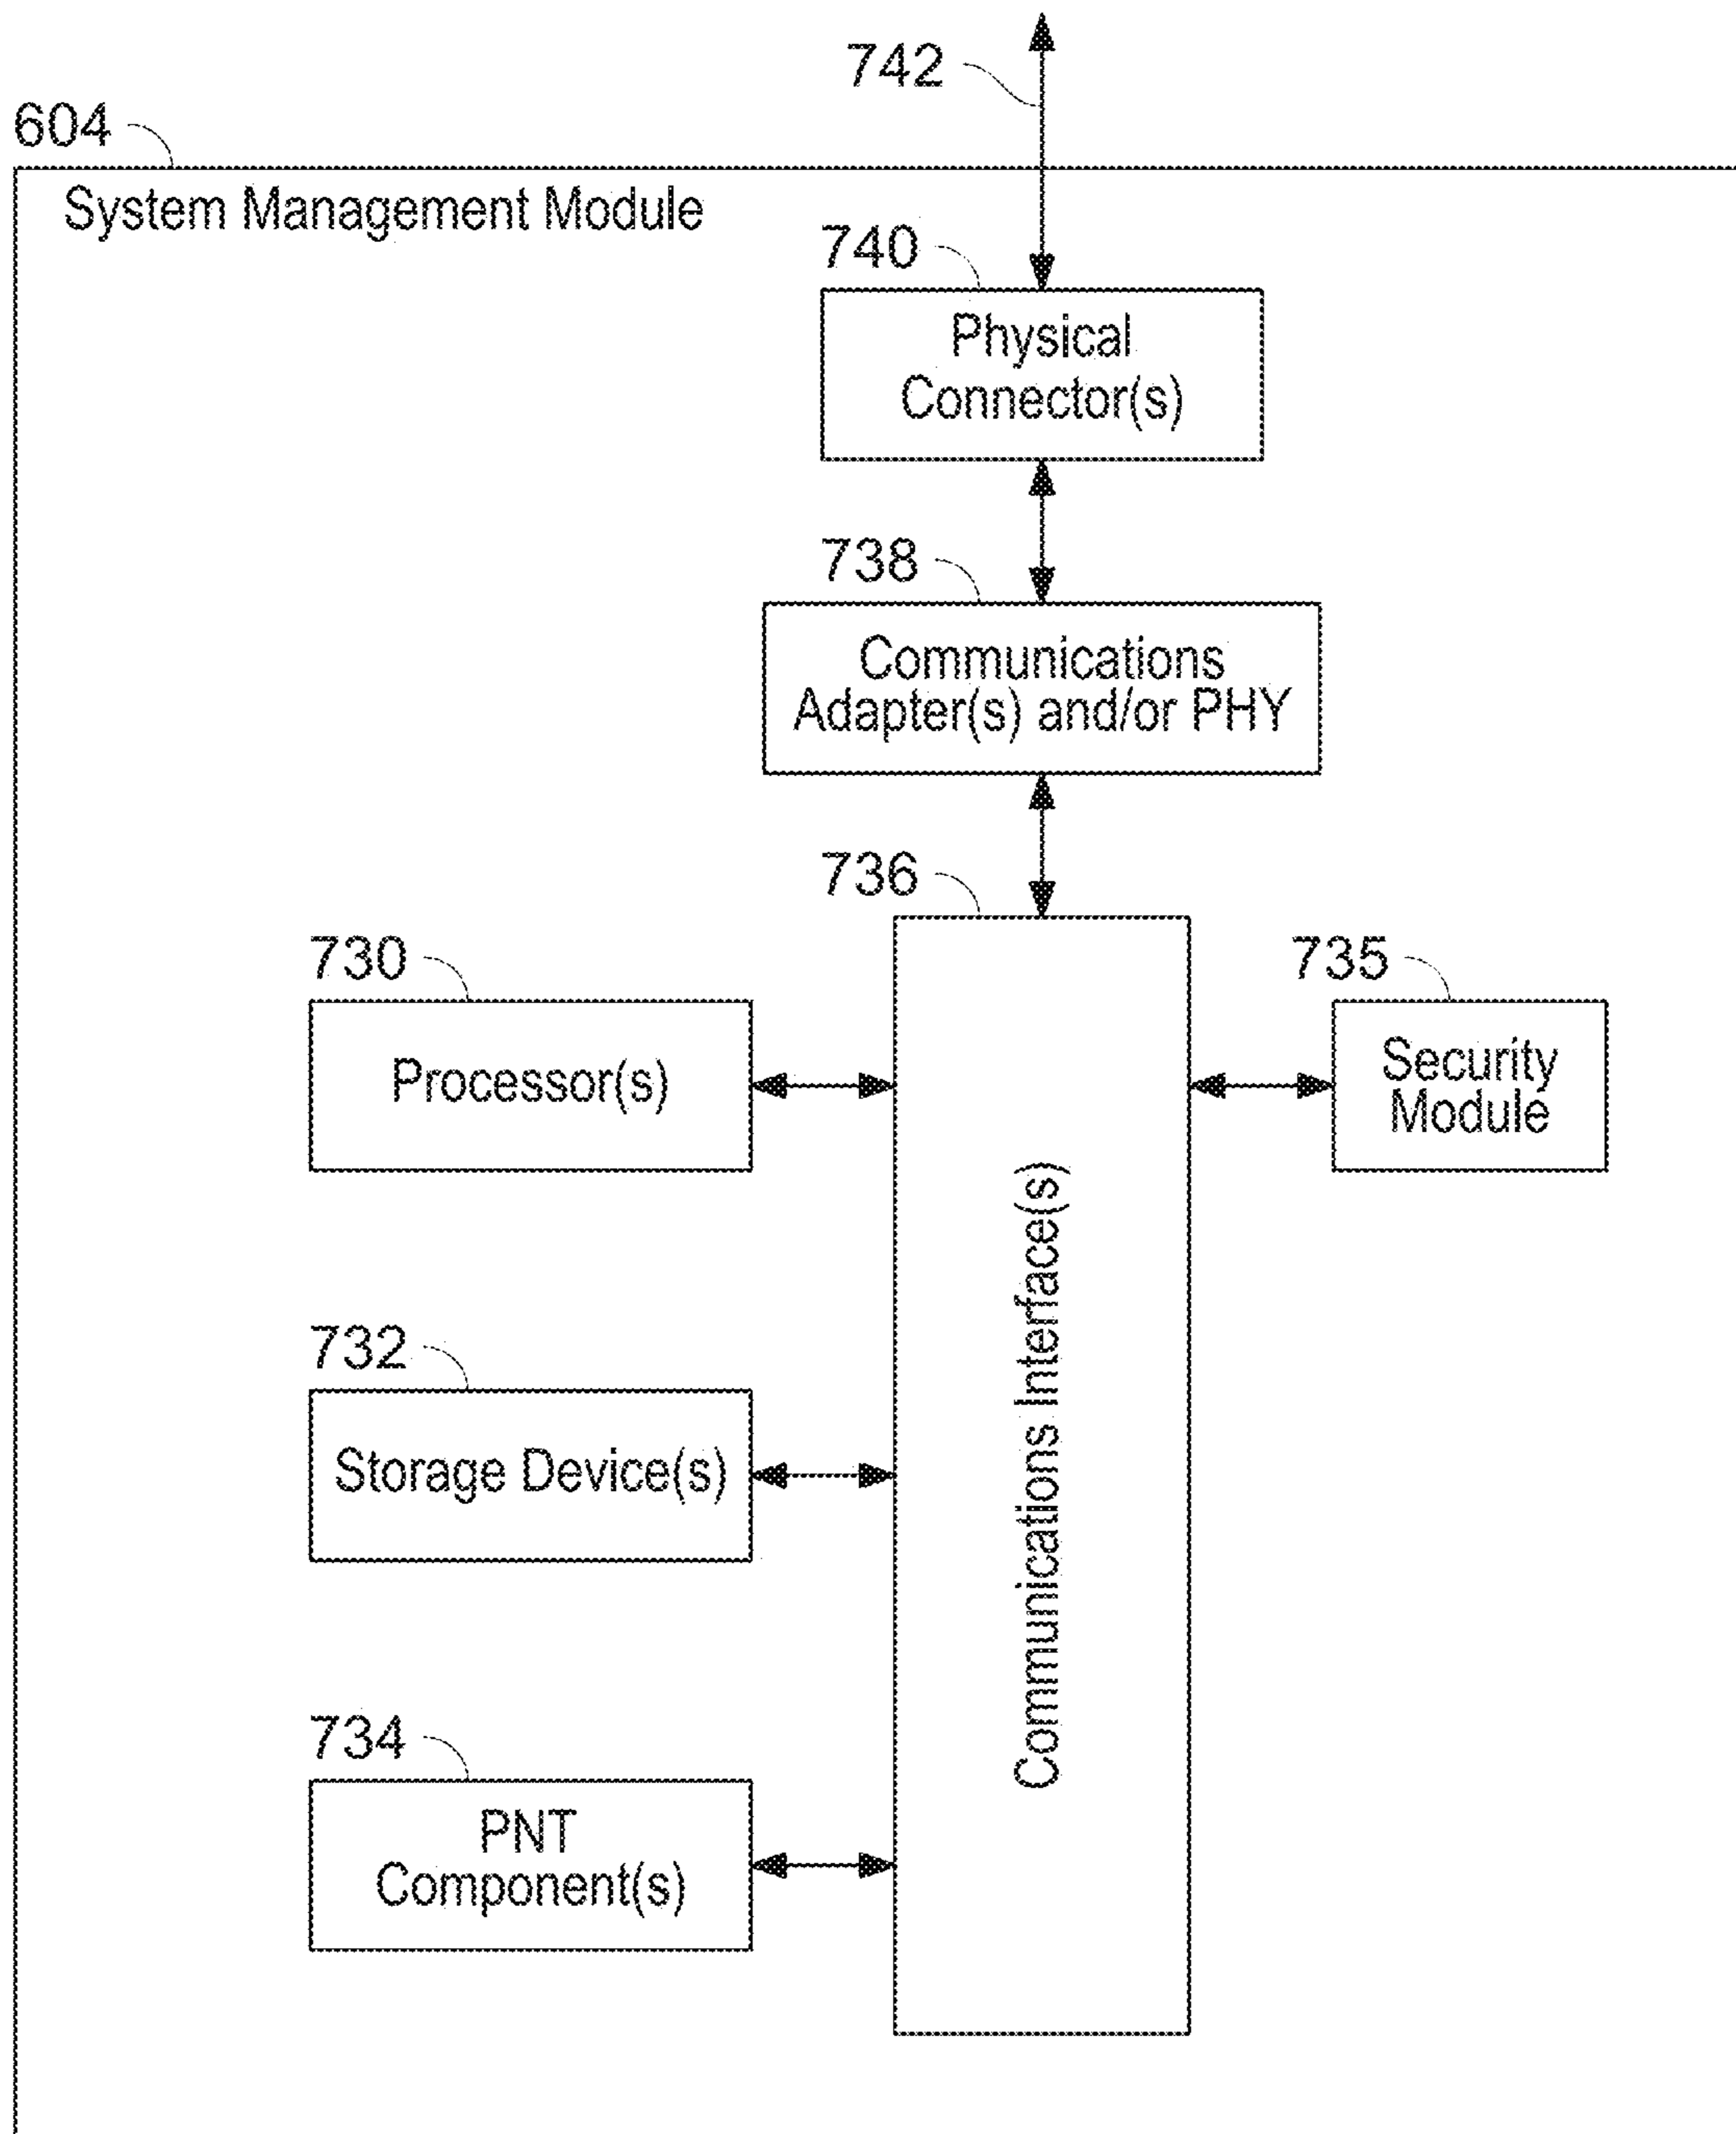 742
604
System Management Module
740
Physical
Connector(s)
738
Communications
Adapter(s) and/or PHY
736
730
Processor(s)
735
Security
Module
Communications Interface(s)
732
Storage Device(s)
734
PNT
Component(s)